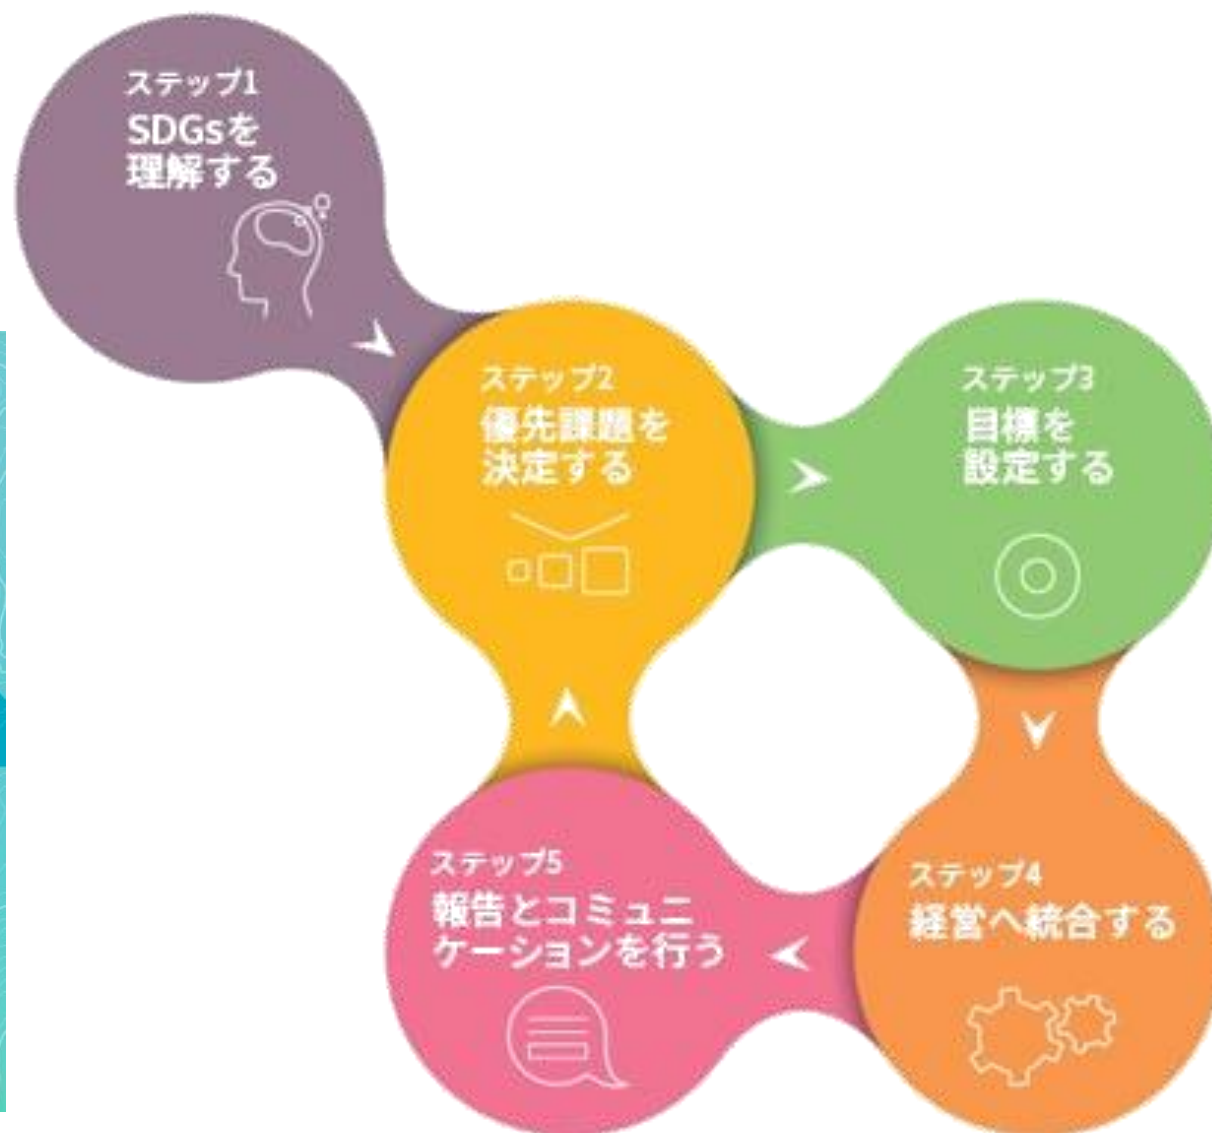 ステップ1
SDGsを
理解する
ステップ2
優先課題を
決定する
ステップ3
目標を
設定する
ステップ4
経営へ統合する
ステップ5
報告とコミュニ
ケーションを行う